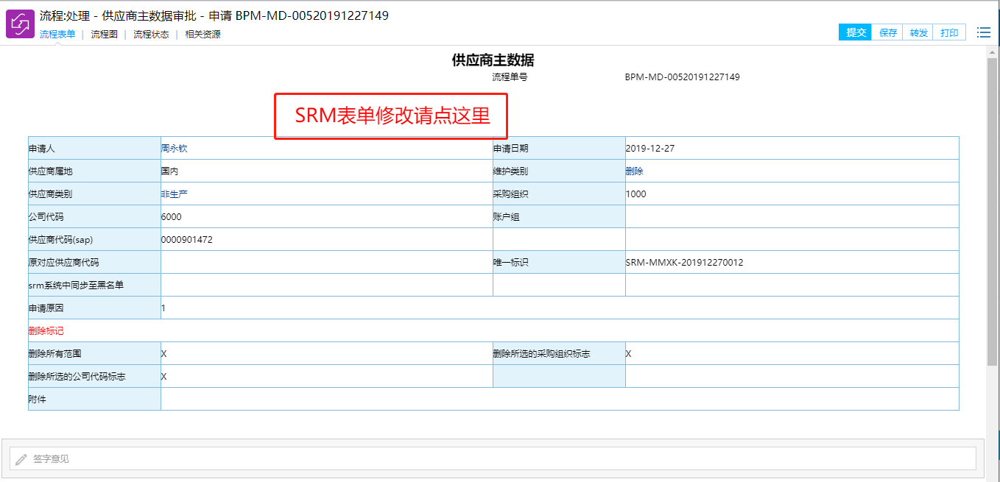 流程:处理 - 供应商主数据审批 - 申请 BPM-MD-00520191227149
流程表单 | 流程图 | 流程状态 | 相关资源
提交 保存 转发 打印
供应商主数据
流程单号 BPM-MD-00520191227149
SRM表单修改请点这里
申请人 周永钦 申请日期 2019-12-27
供应商属地 国内 维护类别 删除
供应商类别 非生产 采购组织 1000
公司代码 6000 账户组
供应商代码(sap) 0000901472
原对应供应商代码 唯一标识 SRM-MMXK-201912270012
srm系统中同步至黑名单
申请原因 1
删除标记
删除所有范围 X 删除所选的采购组织标志 X
删除所选的公司代码标志 X
附件
签字意见